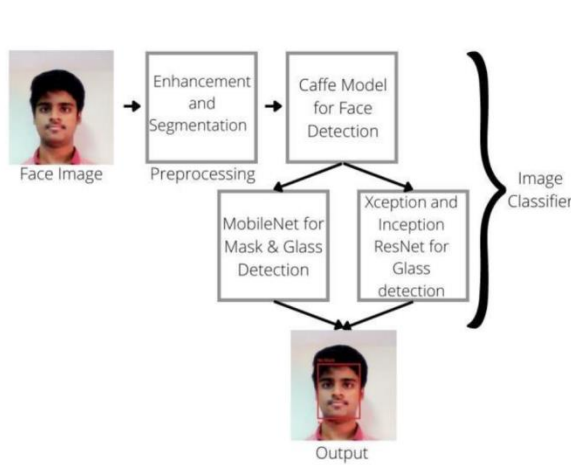 Face Image
Enhancement
and
Segmentation
Preprocessing
Caffe Model
for Face
Detection
MobileNet for
Mask & Glass
Detection
Xception and
Inception
ResNet for
Glass
detection
Image
Classifier
Output